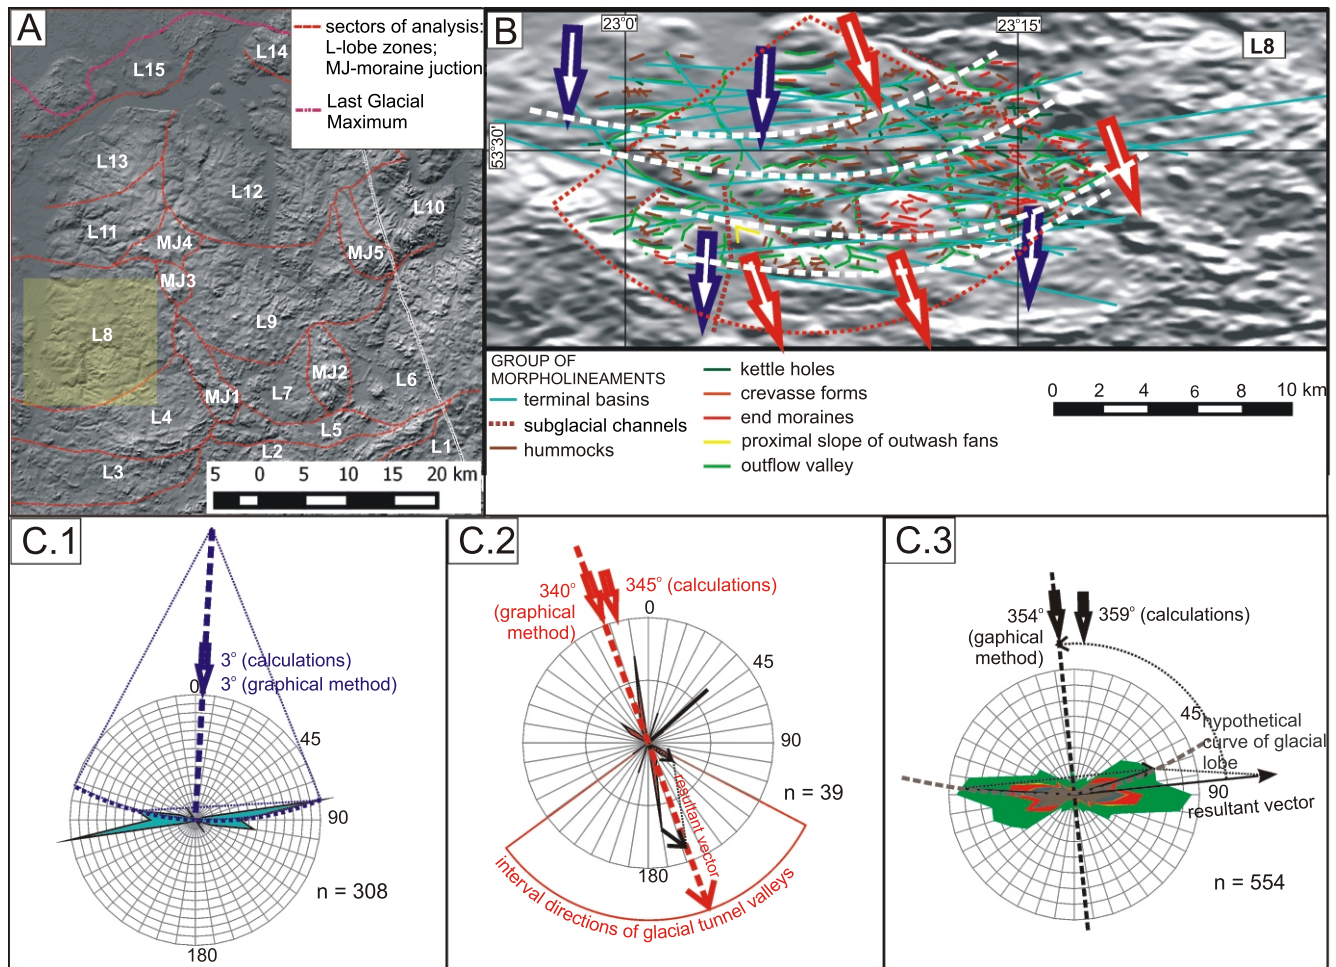 A
sectors of analysis:
L-lobe zones;
MJ-moraine juction
Last Glacial
Maximum
L14
L15
L13
L12
L10
L11
MJ4
MJ5
MJ3
L8
L9
MJ2
L6
MJ1
L7
L4
L5
L2
L1
L3
5 0 5 10 15 20 km
B
23°0'
23°15'
L8
53°30'
GROUP OF
MORPHOLINEAMENTS
terminal basins
subglacial channels
hummocks
kettle holes
crevasse forms
end moraines
proximal slope of outwash fans
outflow valley
0 2 4 6 8 10 km
C.1
3° (calculations)
3° (graphical method)
0
45
90
n = 308
180
C.2
340°
(graphical
method)
345° (calculations)
0
45
90
n = 39
resultant vector
180
interval directions of glacial tunnel valleys
C.3
354°
(gaphical
method)
359° (calculations)
45
hypothetical
curve of glacial
lobe
90
resultant vector
n = 554